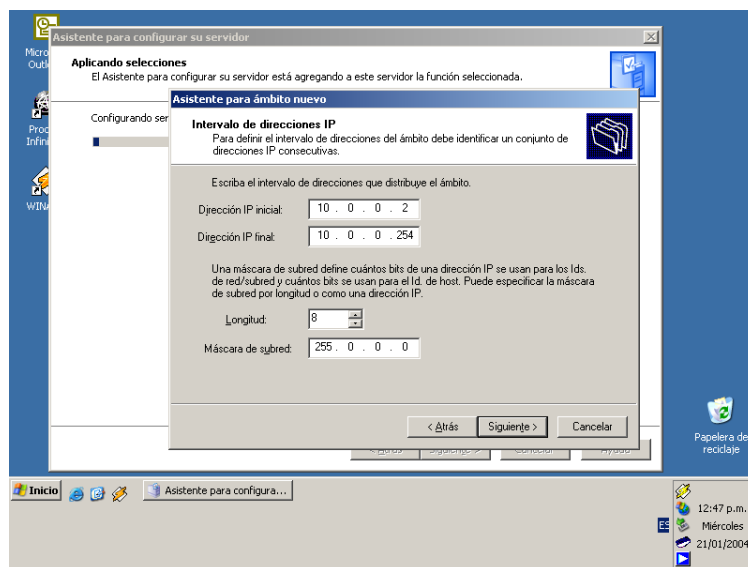 Asistente para configurar su servidor
Aplicando selecciones
El Asistente para configurar su servidor está agregando a este servidor la función seleccionada.
Configurando ser
Asistente para ámbito nuevo
Intervalo de direcciones IP
Para definir el intervalo de direcciones del ámbito debe identificar un conjunto de
direcciones IP consecutivas.
Escriba el intervalo de direcciones que distribuye el ámbito.
Dirección IP inicial: 10 . 0 . 0 . 2
Dirección IP final: 10 . 0 . 0 . 254
Una máscara de subred define cuántos bits de una dirección IP se usan para los Ids.
de red/subred y cuántos bits se usan para el Id. de host. Puede especificar la máscara
de subred por longitud o como una dirección IP.
Longitud: 8
Máscara de subred: 255 . 0 . 0 . 0
< Atrás Siguiente > Cancelar
Micro
Outl
Proc
Infini
WIN
Papelera de
reciclaje
Inicio
Asistente para configura...
ES
12:47 p.m.
Miércoles
21/01/2004